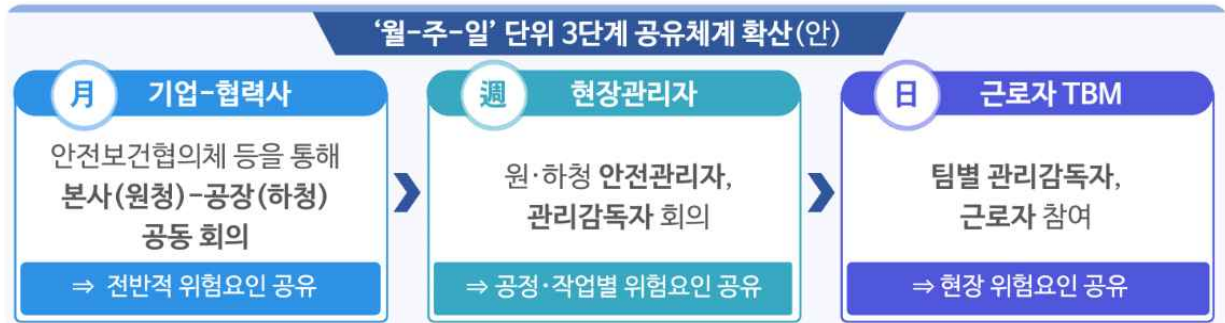 ‘월-주-일’ 단위 3단계 공유체계 확산(안)
月 기업-협력사
안전보건협의체 등을 통해
본사(원청)-공장(하청)
공동 회의
⇒ 전반적 위험요인 공유
週 현장관리자
원·하청 안전관리자,
관리감독자 회의
⇒ 공정·작업별 위험요인 공유
日 근로자 TBM
팀별 관리감독자,
근로자 참여
⇒ 현장 위험요인 공유